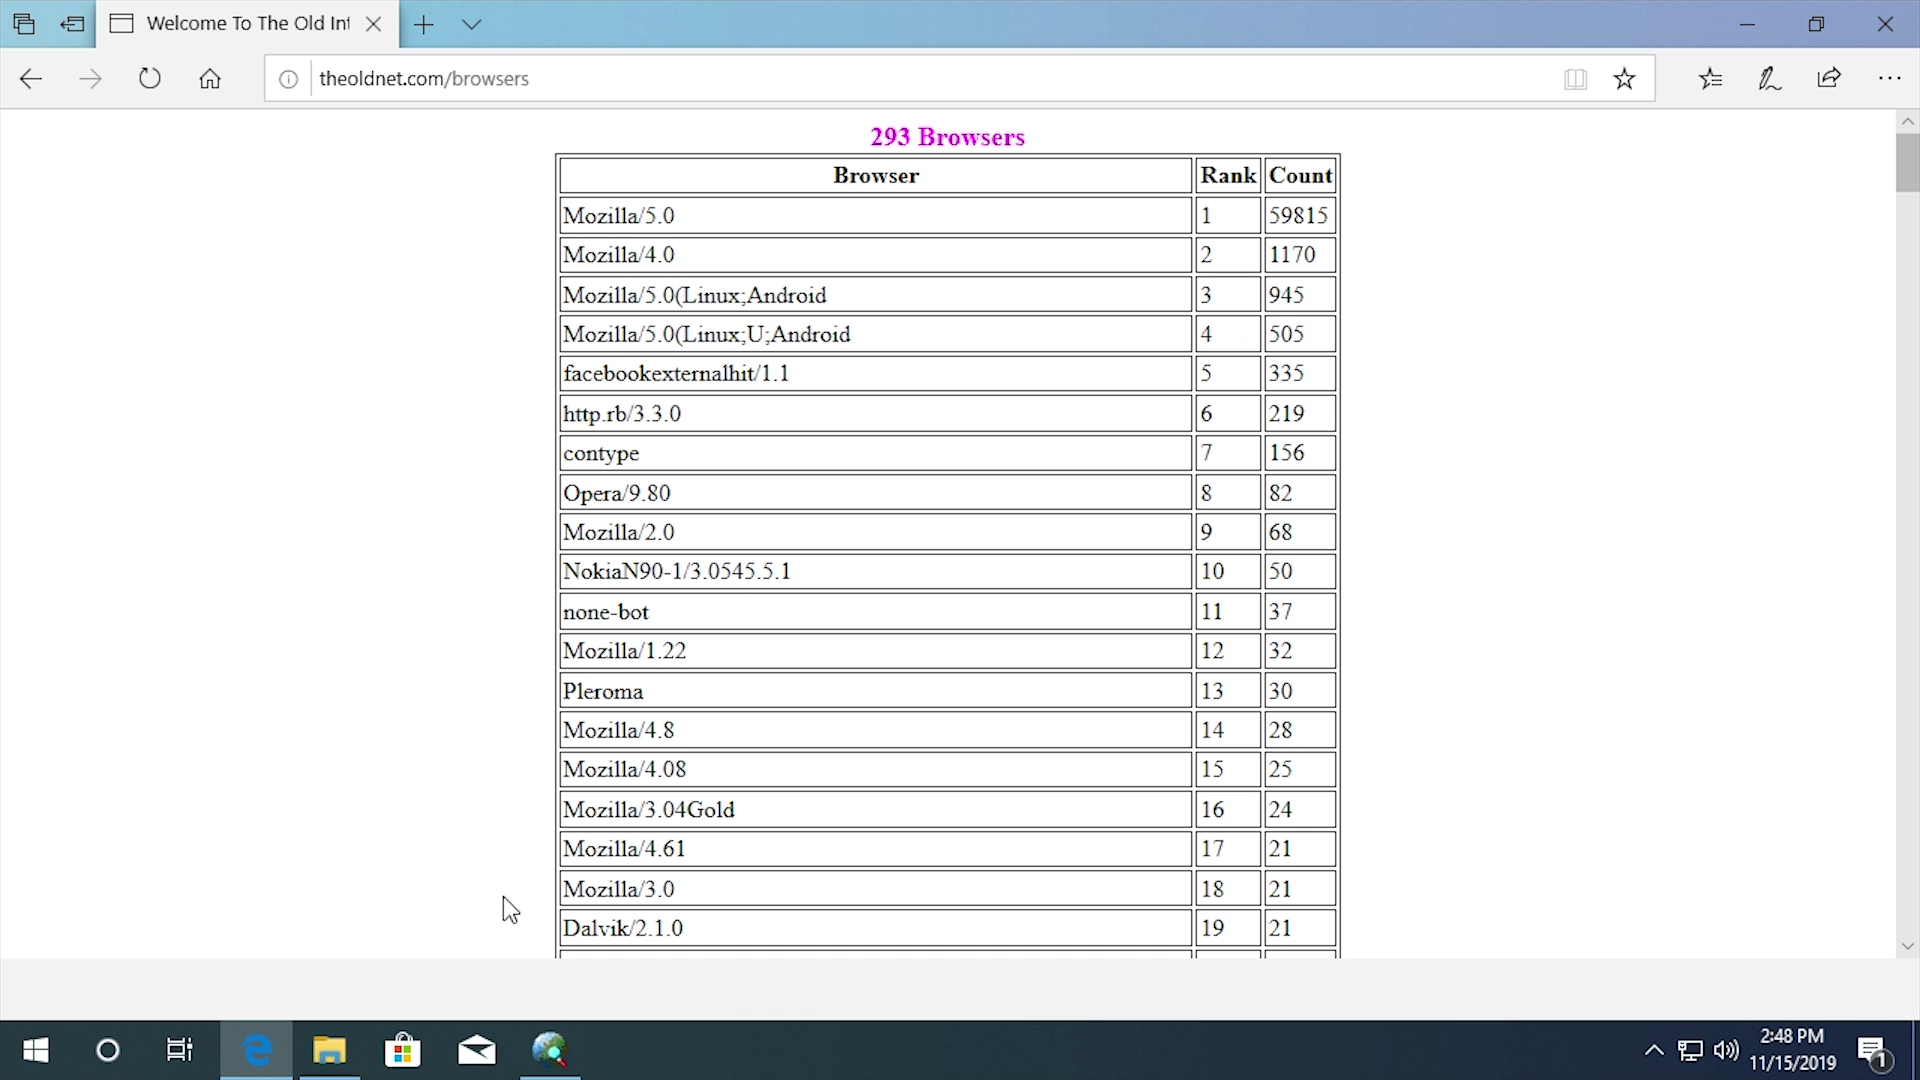 Welcome To The Old Int
theoldnet.com/browsers
293 Browsers
Browser Rank Count
Mozilla/5.0 1 59815
Mozilla/4.0 2 1170
Mozilla/5.0(Linux;Android 3 945
Mozilla/5.0(Linux;U;Android 4 505
facebookexternalhit/1.1 5 335
http.rb/3.3.0 6 219
contype 7 156
Opera/9.80 8 82
Mozilla/2.0 9 68
NokiaN90-1/3.0545.5.1 10 50
none-bot 11 37
Mozilla/1.22 12 32
Pleroma 13 30
Mozilla/4.8 14 28
Mozilla/4.08 15 25
Mozilla/3.04Gold 16 24
Mozilla/4.61 17 21
Mozilla/3.0 18 21
Dalvik/2.1.0 19 21
2:48 PM
11/15/2019
1